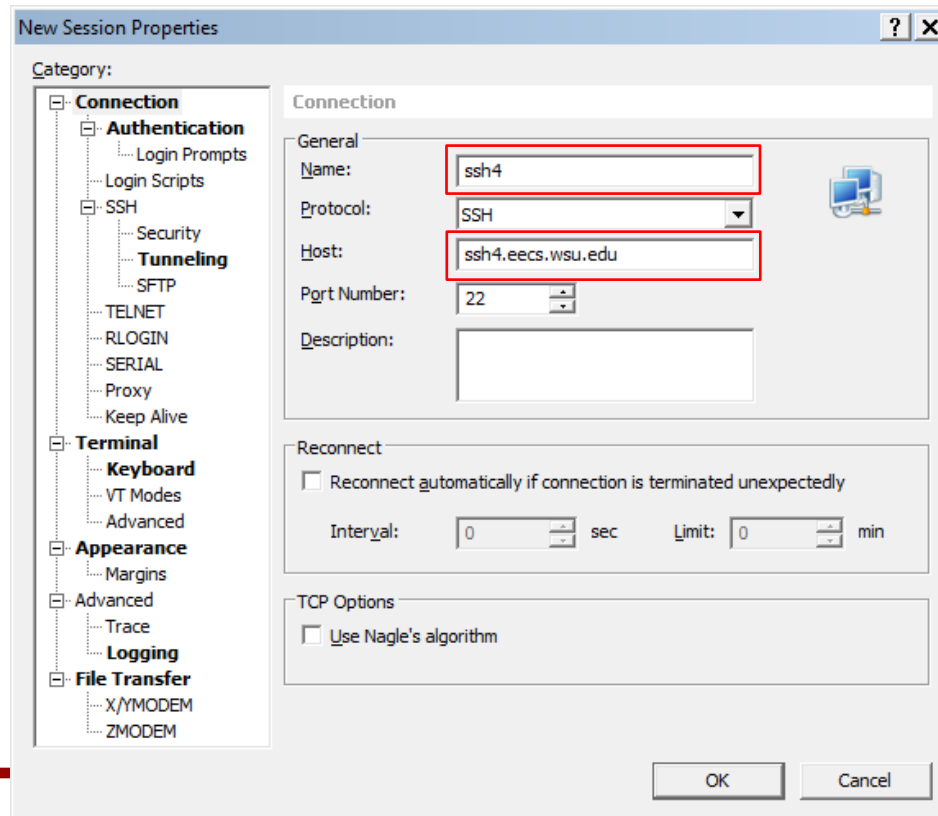 New Session Properties
Category:
Connection
Authentication
Login Prompts
Login Scripts
SSH
Security
Tunneling
SFTP
TELNET
RLOGIN
SERIAL
Proxy
Keep Alive
Terminal
Keyboard
VT Modes
Advanced
Appearance
Margins
Advanced
Trace
Logging
File Transfer
X/YMODEM
ZMODEM
Connection
General
Name: ssh4
Protocol: SSH
Host: ssh4.eecs.wsu.edu
Port Number: 22
Description:
Reconnect
Reconnect automatically if connection is terminated unexpectedly
Interval: 0 sec Limit: 0 min
TCP Options
Use Nagle's algorithm
OK Cancel